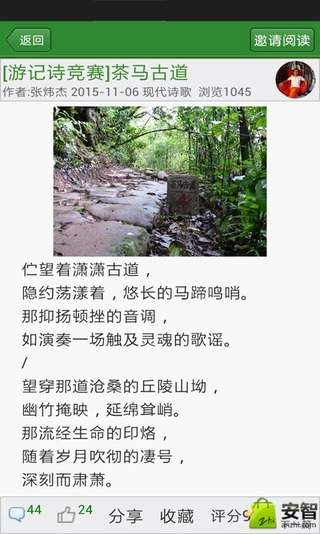 返回
邀请阅读
[游记诗竞赛]茶马古道
作者:张炜杰 2015-11-06 现代诗歌 浏览1045
伫望着潇潇古道，
隐约荡漾着，悠长的马蹄鸣哨。
那抑扬顿挫的音调，
如演奏一场触及灵魂的歌谣。
/
望穿那道沧桑的丘陵山坳，
幽竹掩映，延绵耸峭。
那流经生命的印烙，
随着岁月吹彻的凄号，
深刻而肃萧。
44
24
分享
收藏
评分9
安智
anzhi.com